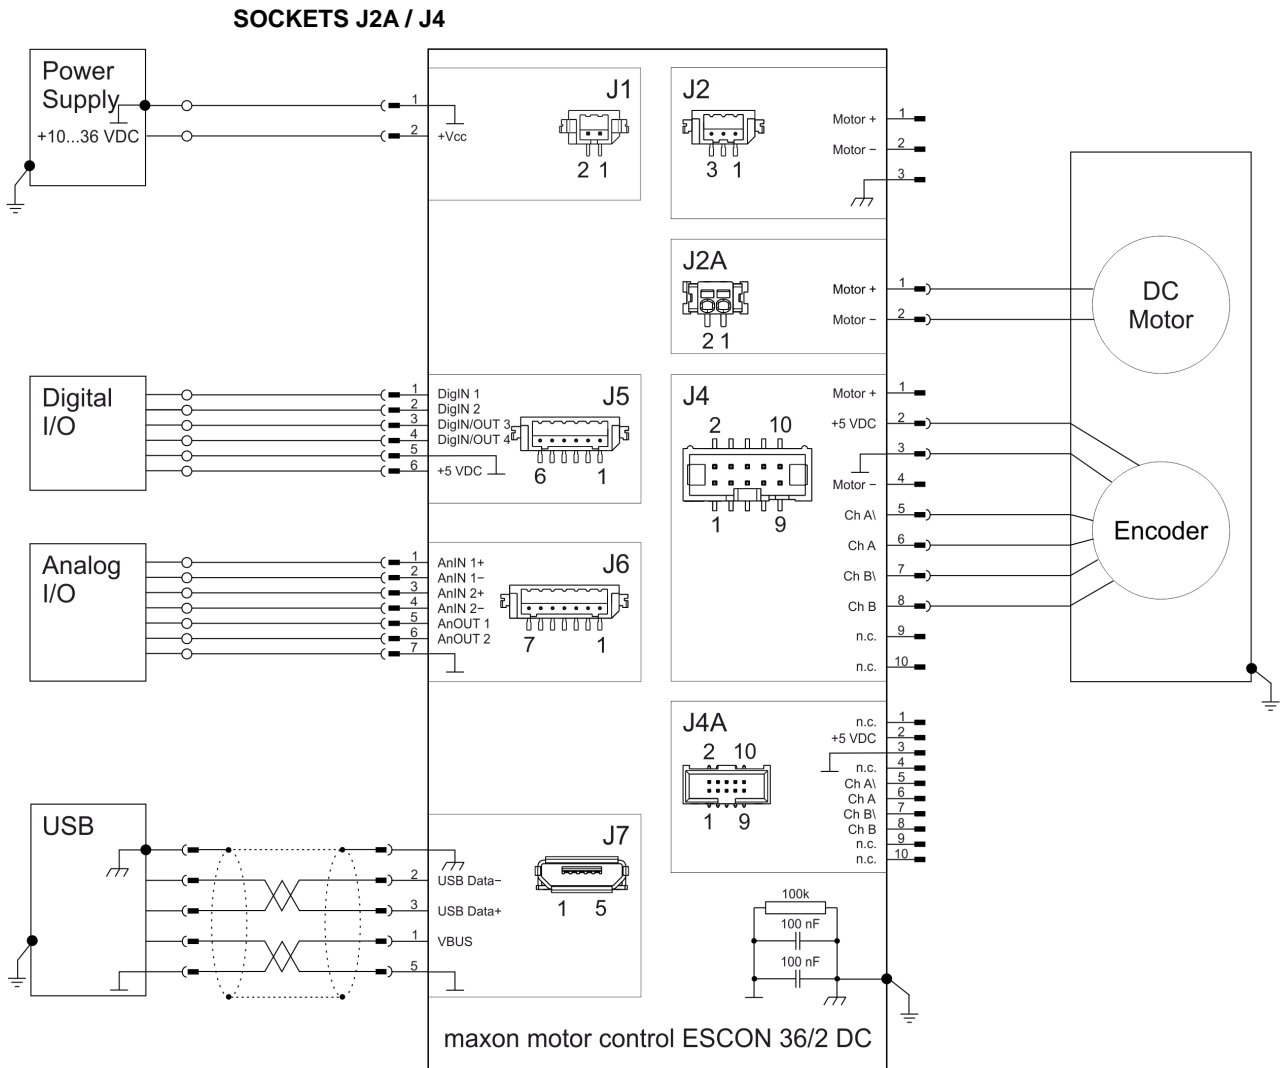 SOCKETS J2A / J4
Power
Supply
+10...36 VDC
1
2
+Vcc
J1
2 1
J2
3 1
Motor +
1
Motor −
2
3
J2A
2 1
Motor +
1
Motor −
2
DC
Motor
Digital
I/O
1
DigIN 1
2
DigIN 2
3
DigIN/OUT 3
4
DigIN/OUT 4
5
6
+5 VDC
J5
6 1
J4
2 10
1 9
Motor +
1
+5 VDC
2
3
Motor −
4
Ch A\
5
Ch A
6
Ch B\
7
Ch B
8
n.c.
9
n.c.
10
Encoder
Analog
I/O
1
AnIN 1+
2
AnIN 1−
3
AnIN 2+
4
AnIN 2−
5
AnOUT 1
6
AnOUT 2
7
J6
7 1
J4A
2 10
1 9
n.c.
1
+5 VDC
2
3
n.c.
4
Ch A\
5
Ch A
6
Ch B\
7
Ch B
8
n.c.
9
n.c.
10
USB
2
USB Data−
3
USB Data+
1
VBUS
5
J7
1 5
100k
100 nF
100 nF
maxon motor control ESCON 36/2 DC